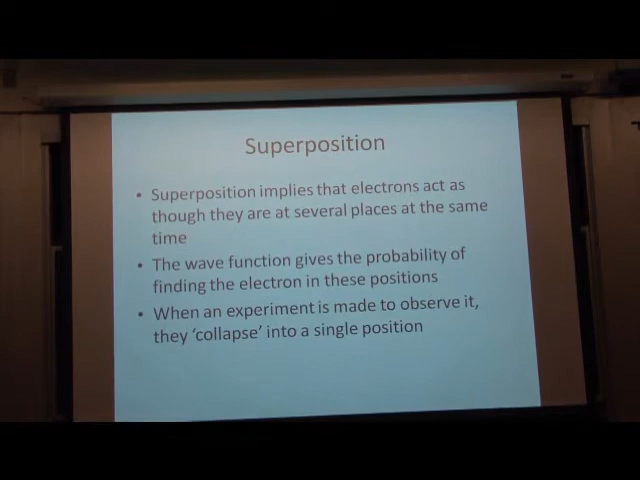 Superposition
• Superposition implies that electrons act as
though they are at several places at the same
time
• The wave function gives the probability of
finding the electron in these positions
• When an experiment is made to observe it,
they ‘collapse’ into a single position